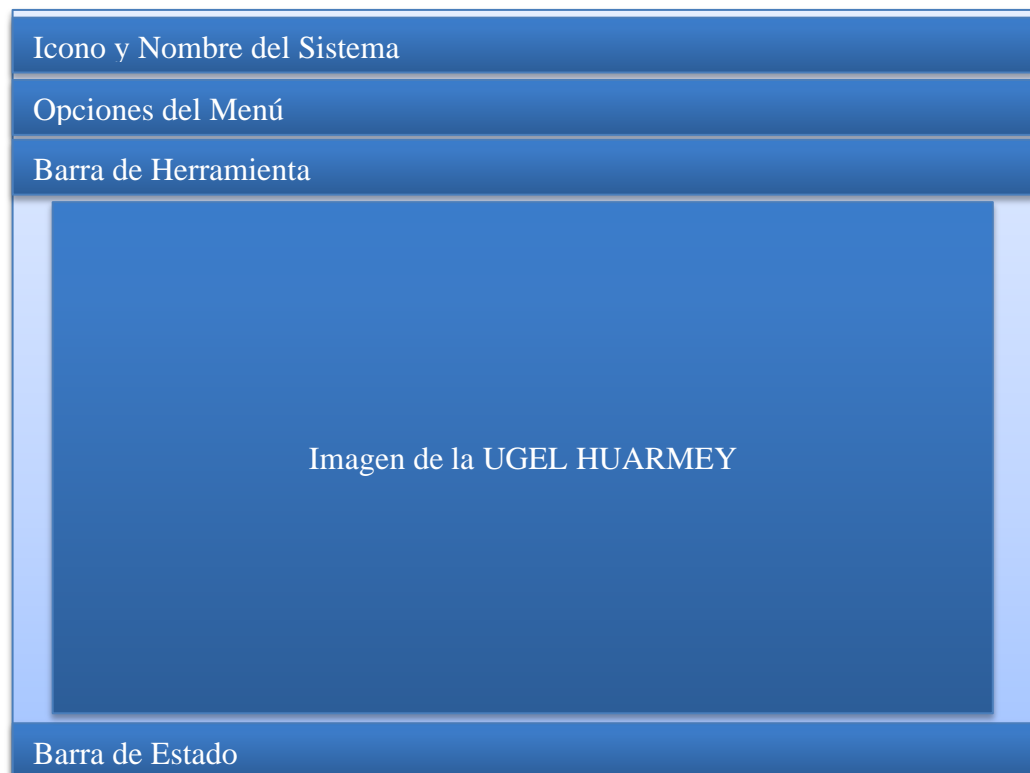 Icono y Nombre del Sistema
Opciones del Menú
Barra de Herramienta
Imagen de la UGEL HUARMEY
Barra de Estado